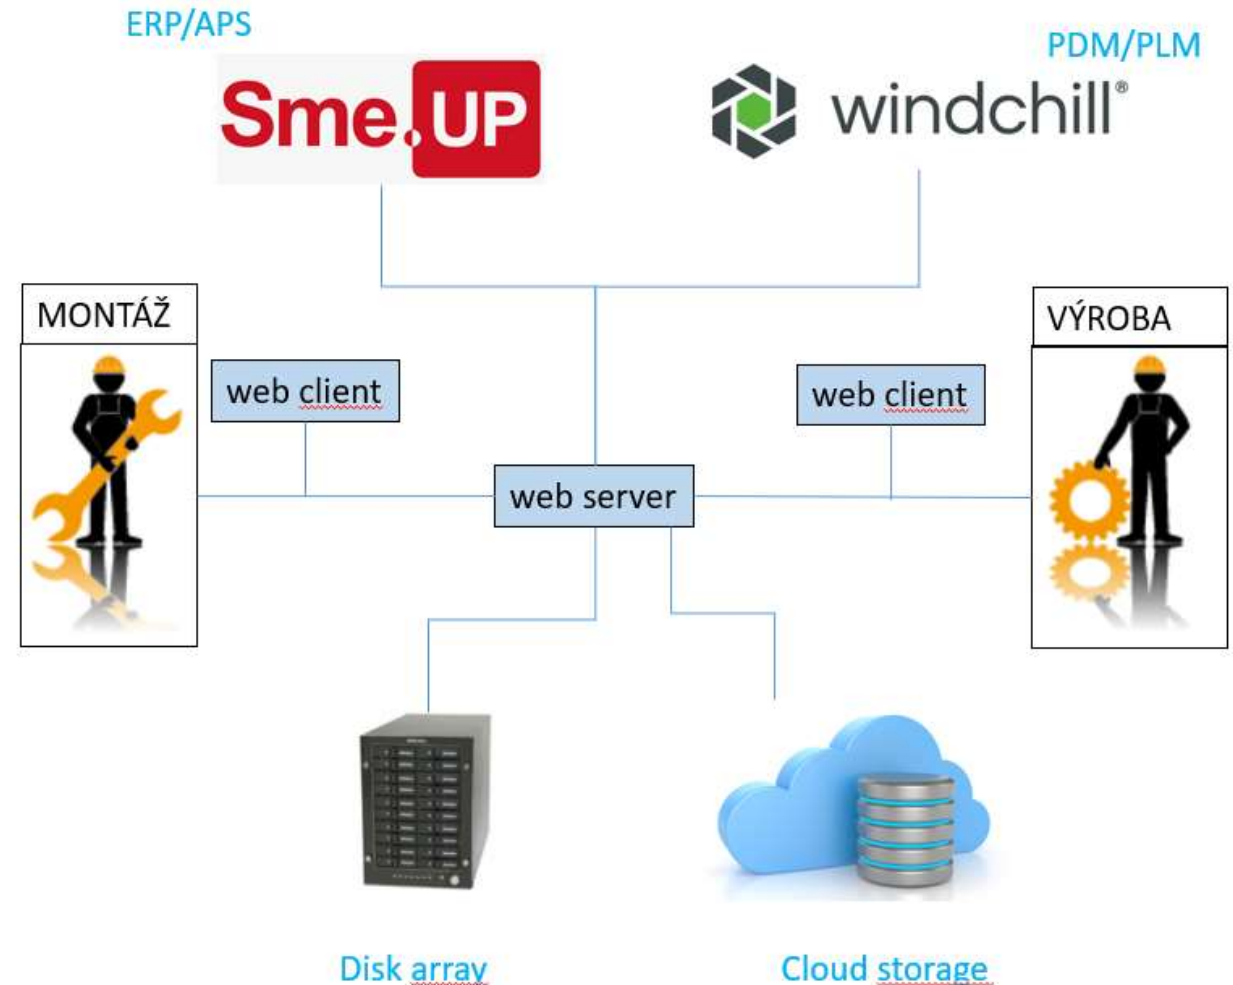 ERP/APS
PDM/PLM
Sme.UP
windchill®
MONTÁŽ
VÝROBA
web client
web client
web server
Disk array
Cloud storage